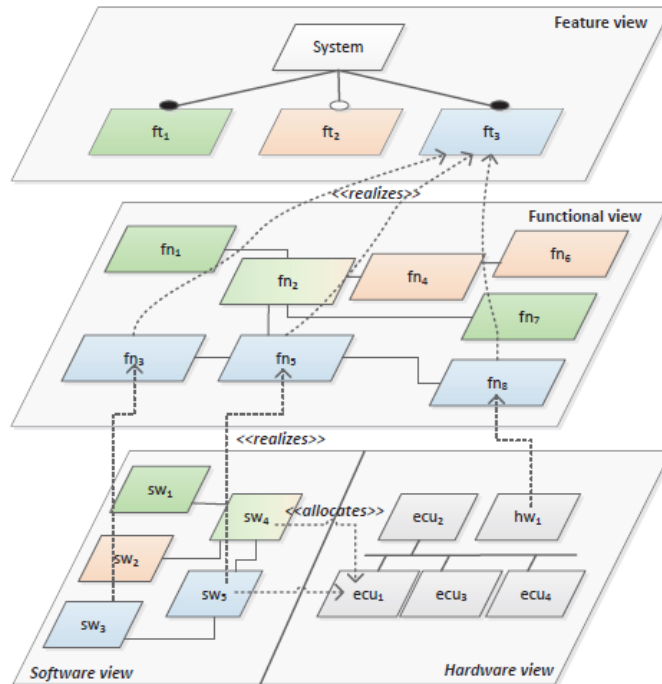 Feature view
System
ft₁
ft₂
ft₃
<<realizes>>
Functional view
fn₁
fn₂
fn₄
fn₆
fn₇
fn₃
fn₅
fn₈
<<realizes>>
sw₁
sw₄
<<allocates>>
ecu₂
hw₁
sw₂
sw₅
ecu₁
ecu₃
ecu₄
sw₃
Software view
Hardware view